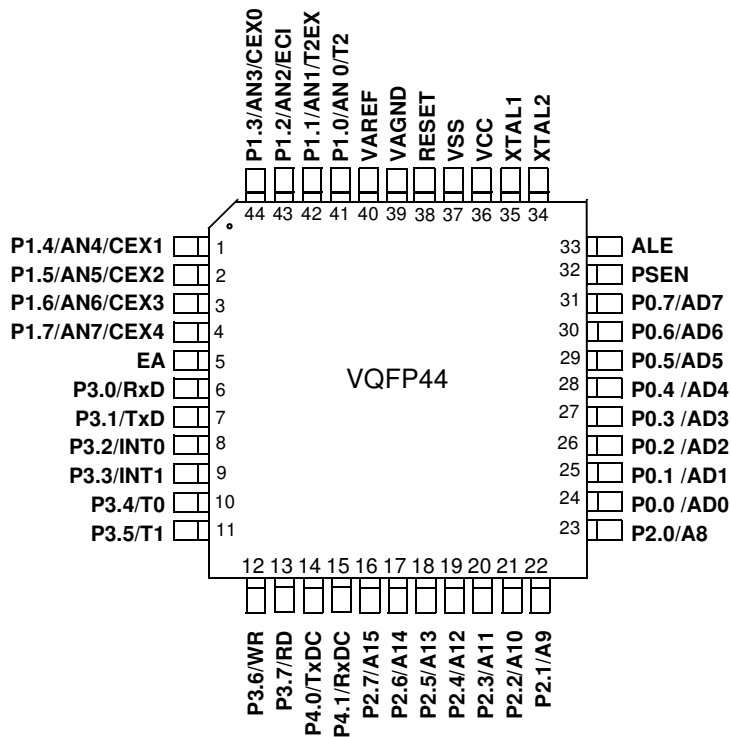 P1.3/AN3/CEX0
P1.2/AN2/ECI
P1.1/AN1/T2EX
P1.0/AN 0/T2
VAREF
VAGND
RESET
VSS
VCC
XTAL1
XTAL2
44 43 42 41 40 39 38 37 36 35 34
P1.4/AN4/CEX1 1
P1.5/AN5/CEX2 2
P1.6/AN6/CEX3 3
P1.7/AN7/CEX4 4
EA 5
P3.0/RxD 6
P3.1/TxD 7
P3.2/INT0 8
P3.3/INT1 9
P3.4/T0 10
P3.5/T1 11
VQFP44
33 ALE
32 PSEN
31 P0.7/AD7
30 P0.6/AD6
29 P0.5/AD5
28 P0.4 /AD4
27 P0.3 /AD3
26 P0.2 /AD2
25 P0.1 /AD1
24 P0.0 /AD0
23 P2.0/A8
12 13 14 15 16 17 18 19 20 21 22
P3.6/WR
P3.7/RD
P4.0/TxDC
P4.1/RxDC
P2.7/A15
P2.6/A14
P2.5/A13
P2.4/A12
P2.3/A11
P2.2/A10
P2.1/A9